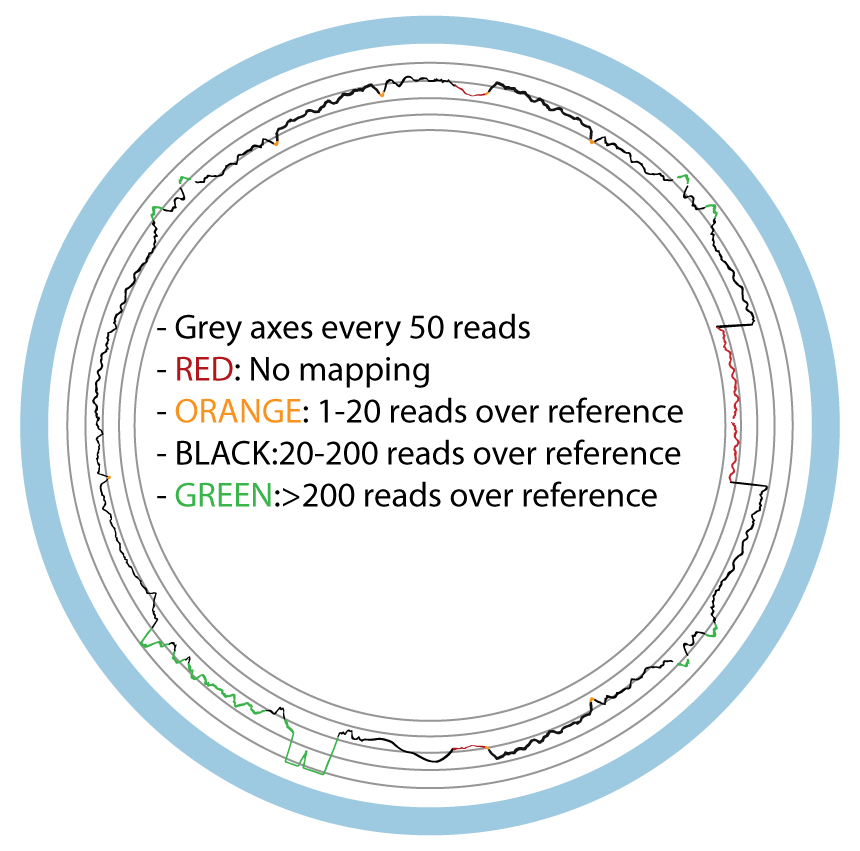 - Grey axes every 50 reads
- RED: No mapping
- ORANGE: 1-20 reads over reference
- BLACK:20-200 reads over reference
- GREEN:>200 reads over reference